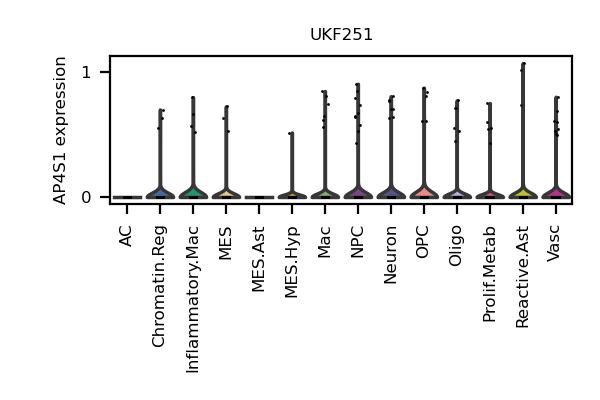 UKF251
AP4S1 expression
1
0
AC
Chromatin.Reg
Inflammatory.Mac
MES
MES.Ast
MES.Hyp
Mac
NPC
Neuron
OPC
Oligo
Prolif.Metab
Reactive.Ast
Vasc